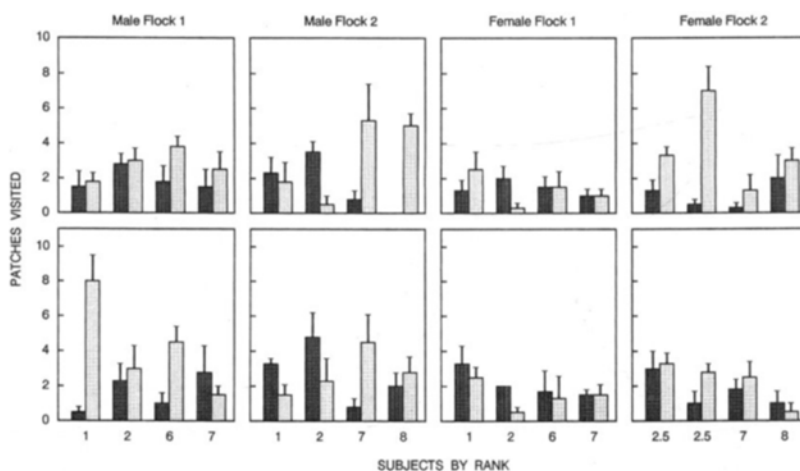 Male Flock 1 Male Flock 2 Female Flock 1 Female Flock 2
10
8
6
4
2
0
PATCHES VISITED
8
6
4
2
0
1 2 6 7 1 2 7 8 1 2 6 7 2.5 2.5 7 8
SUBJECTS BY RANK